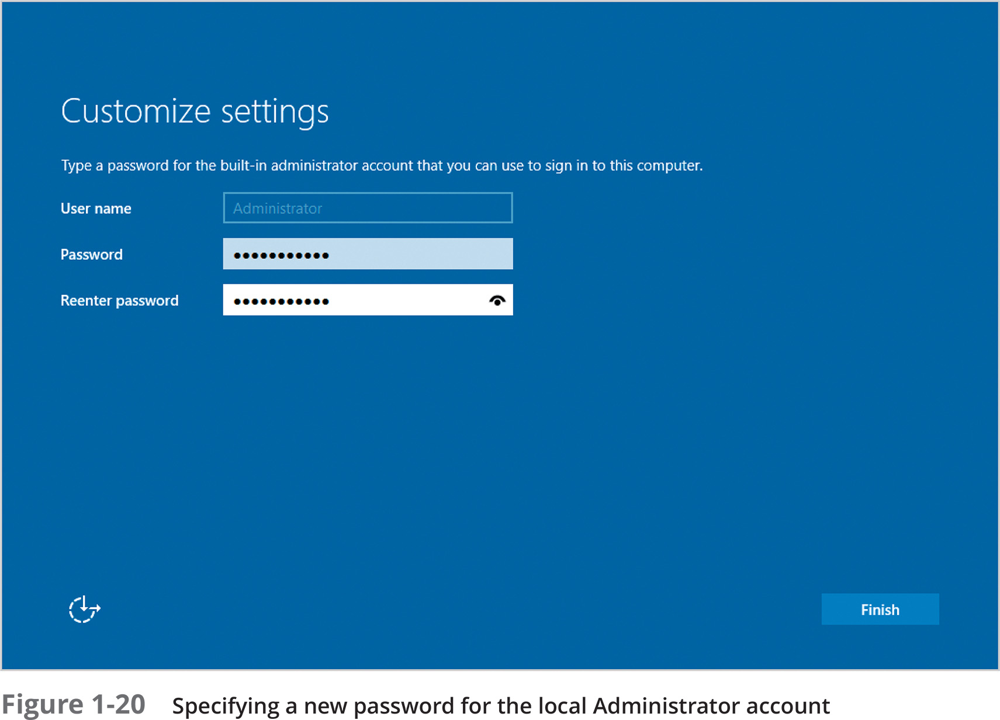 Customize settings
Type a password for the built-in administrator account that you can use to sign in to this computer.
User name Administrator
Password •••••••••••
Reenter password •••••••••••
Finish
Figure 1-20 Specifying a new password for the local Administrator account